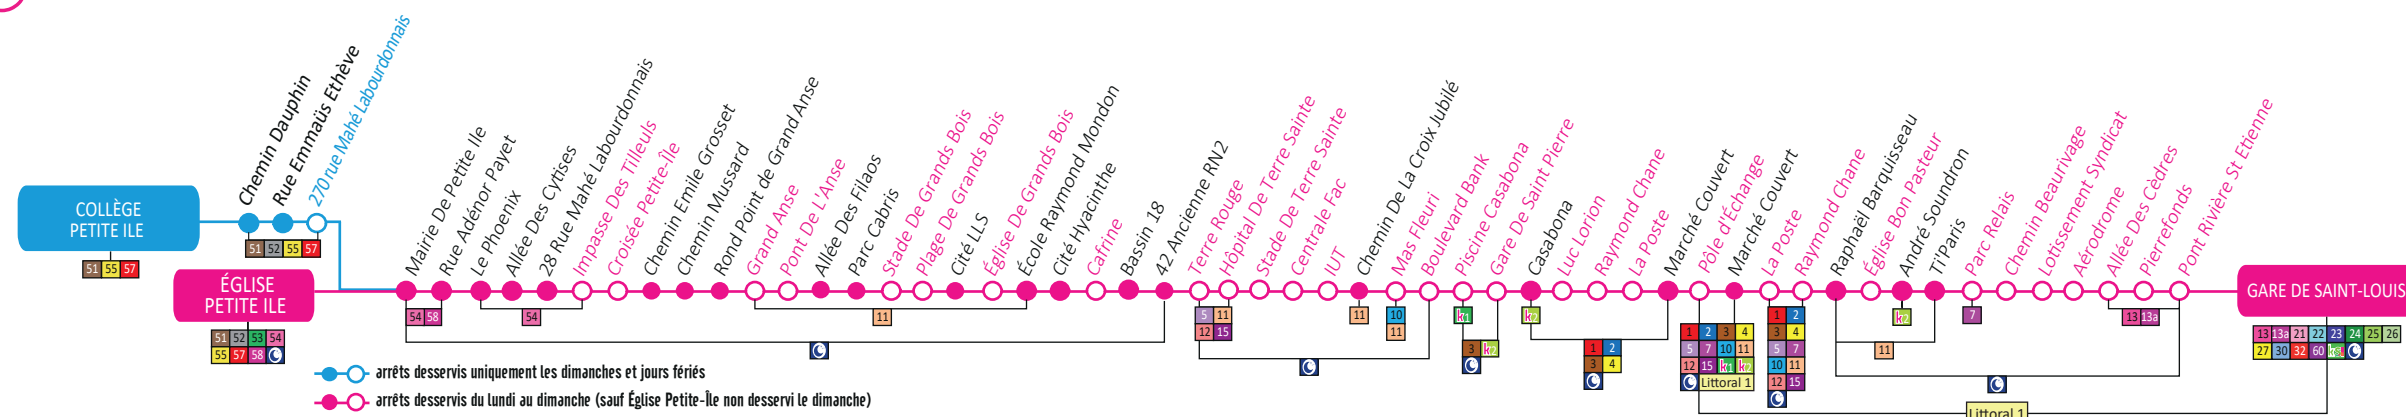 COLLÈGE
PETITE ILE
51 55 57
Chemin Dauphin
Rue Emmaüs Ethève
270 rue Mahé Labourdonnais
51 52 55 57
ÉGLISE
PETITE ILE
51 52 53 54
55 57 58
Mairie De Petite Ile
Rue Adénor Payet
Le Phoenix
Allée Des Cytises
28 Rue Mahé Labourdonnais
Impasse Des Tilleuls
Croisée Petite-Île
Chemin Emile Grosset
Chemin Mussard
Rond Point de Grand Anse
Grand Anse
Pont De L'Anse
Allée Des Filaos
Parc Cabris
Stade De Grands Bois
Plage De Grands Bois
Cité LLS
Église De Grands Bois
École Raymond Mondon
Cité Hyacinthe
Cafrine
Bassin 18
42 Ancienne RN2
Terre Rouge
Hôpital De Terre Sainte
Stade De Terre Sainte
Centrale Fac
IUT
Chemin De La Croix Jubilé
Mas Fleuri
Boulevard Bank
Piscine Casabona
Gare De Saint Pierre
Casabona
Luc Lorion
Raymond Chane
La Poste
Marché Couvert
Pôle d'Échange
Marché Couvert
La Poste
Raymond Chane
Raphaël Barquisseau
Église Bon Pasteur
André Soundron
Ti'Paris
Parc Relais
Chemin Beaurivage
Lotissement Syndicat
Aérodrome
Allée Des Cèdres
Pierrefonds
Pont Rivière St Etienne
GARE DE SAINT-LOUIS
54 58
54
11
5 11
12 15
11
10
11
k1
3 k2
k2
1 2
3 4
1 2 3 4
5 7 10 11
12 15 k1 k2
Littoral 1
1 2
3 4
5 7
10 11
12 15
11
k2
7
13 13a
13 13a 21 22 23 24 25 26
27 30 32 60
Littoral 1
arrêts desservis uniquement les dimanches et jours fériés
arrêts desservis du lundi au dimanche (sauf Église Petite-Île non desservi le dimanche)